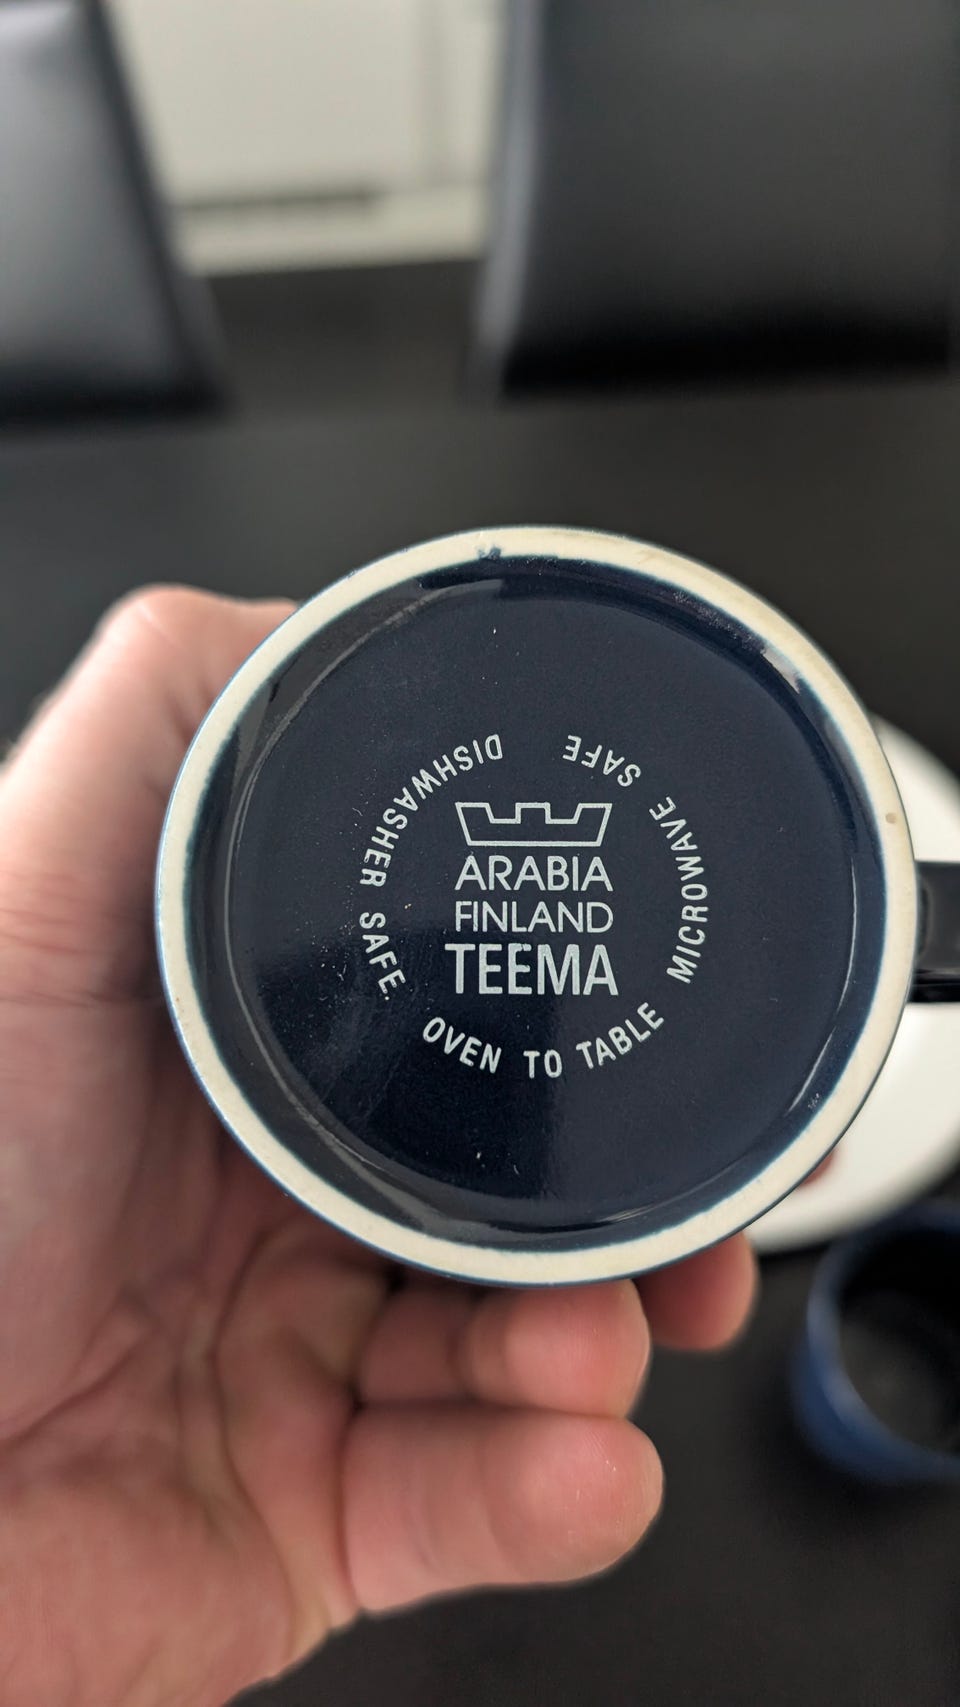 ARABIA
FINLAND
TEEMA
DISHWASHER SAFE.
OVEN TO TABLE
MICROWAVE SAFE